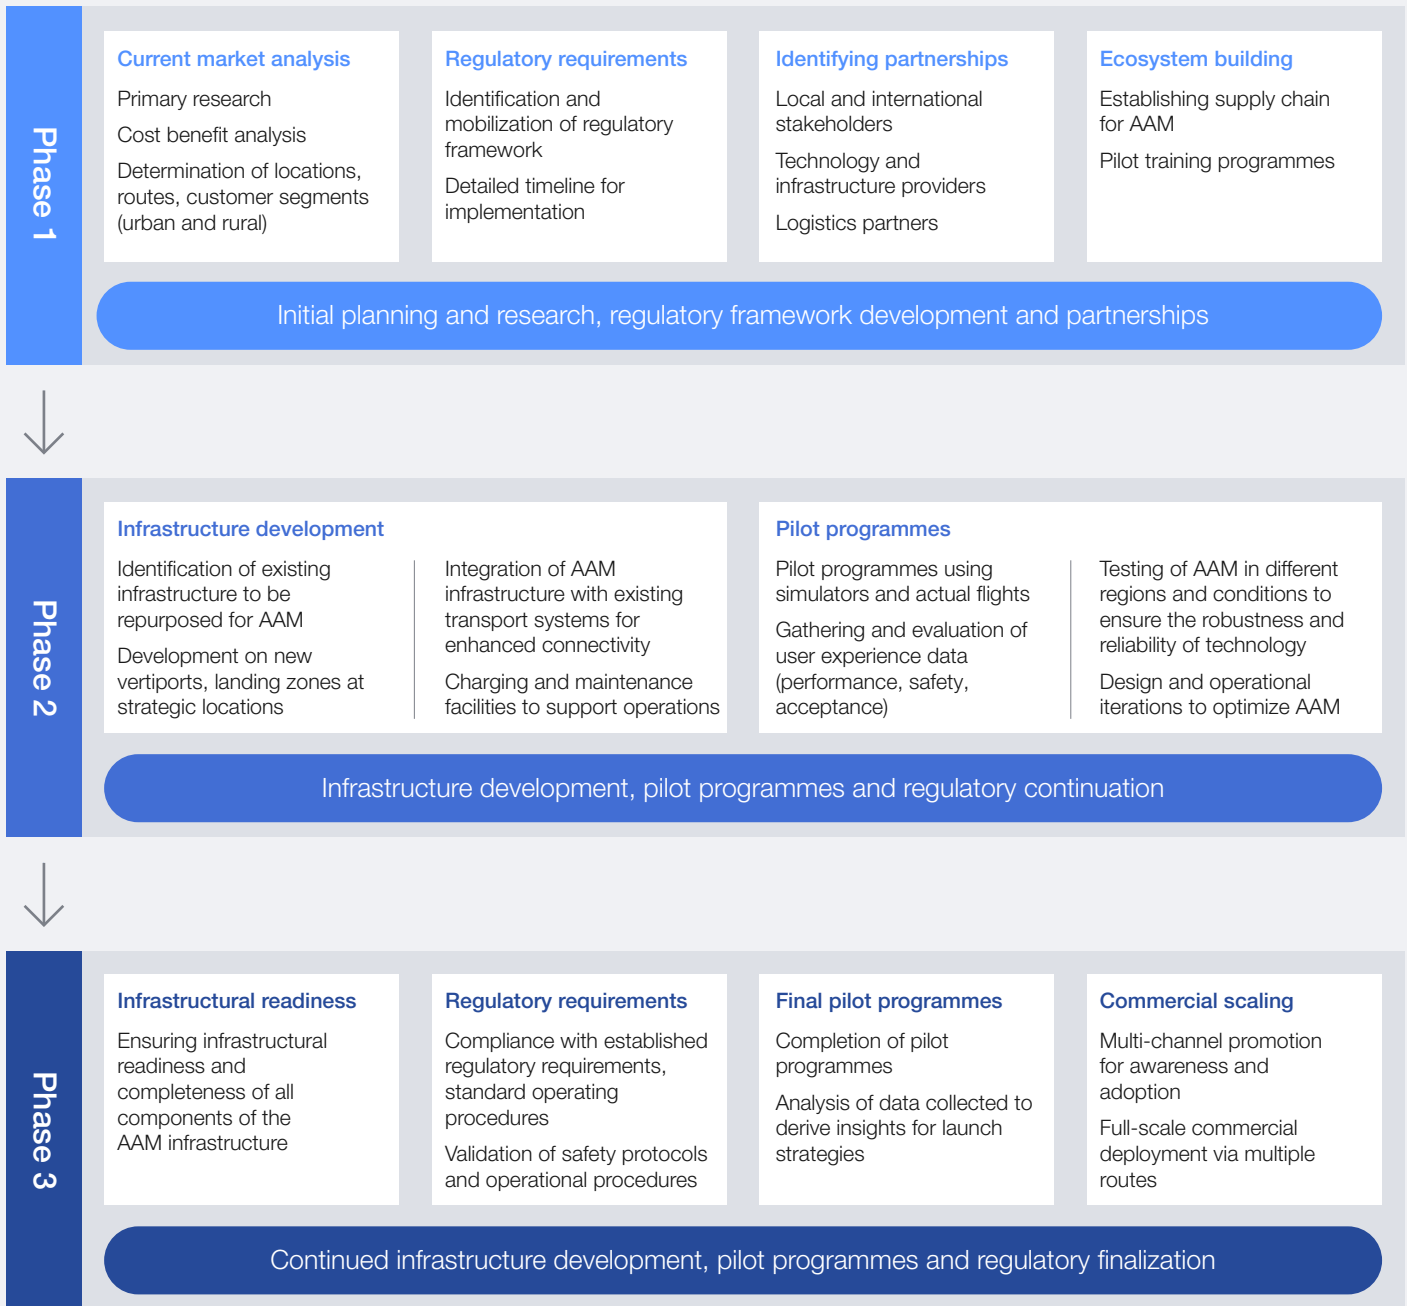 Phase 1
Current market analysis
Primary research
Cost benefit analysis
Determination of locations,
routes, customer segments
(urban and rural)
Regulatory requirements
Identification and
mobilization of regulatory
framework
Detailed timeline for
implementation
Identifying partnerships
Local and international
stakeholders
Technology and
infrastructure providers
Logistics partners
Ecosystem building
Establishing supply chain
for AAM
Pilot training programmes
Initial planning and research, regulatory framework development and partnerships
Phase 2
Infrastructure development
Identification of existing
infrastructure to be
repurposed for AAM
Development on new
vertiports, landing zones at
strategic locations
Integration of AAM
infrastructure with existing
transport systems for
enhanced connectivity
Charging and maintenance
facilities to support operations
Pilot programmes
Pilot programmes using
simulators and actual flights
Gathering and evaluation of
user experience data
(performance, safety,
acceptance)
Testing of AAM in different
regions and conditions to
ensure the robustness and
reliability of technology
Design and operational
iterations to optimize AAM
Infrastructure development, pilot programmes and regulatory continuation
Phase 3
Infrastructural readiness
Ensuring infrastructural
readiness and
completeness of all
components of the
AAM infrastructure
Regulatory requirements
Compliance with established
regulatory requirements,
standard operating
procedures
Validation of safety protocols
and operational procedures
Final pilot programmes
Completion of pilot
programmes
Analysis of data collected to
derive insights for launch
strategies
Commercial scaling
Multi-channel promotion
for awareness and
adoption
Full-scale commercial
deployment via multiple
routes
Continued infrastructure development, pilot programmes and regulatory finalization